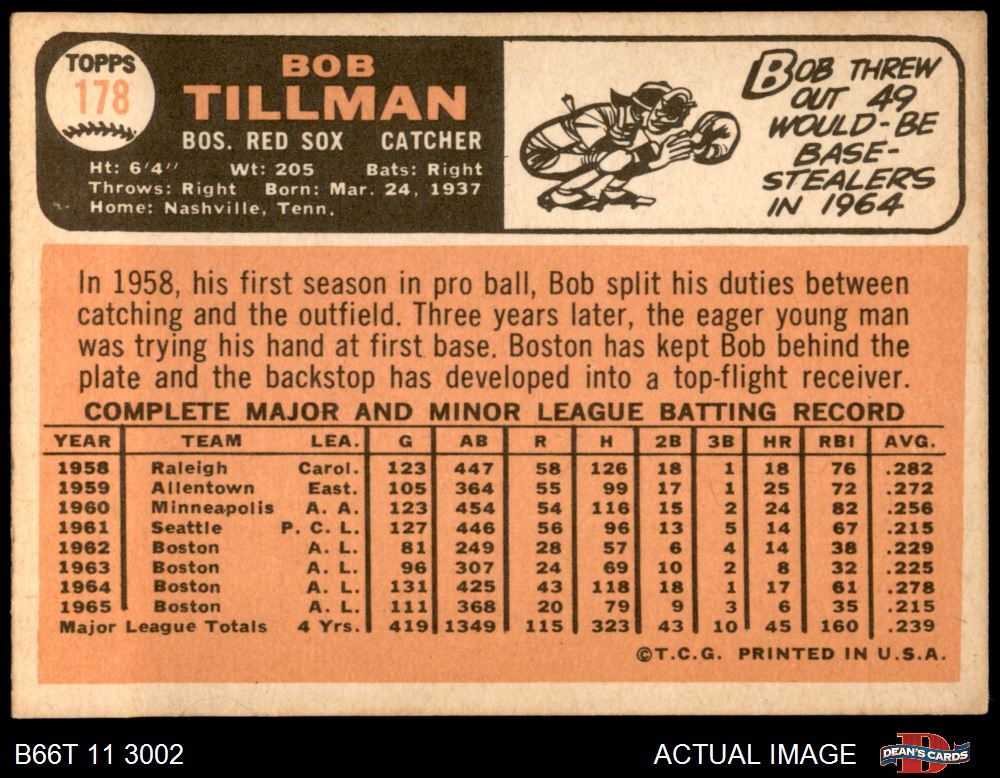 TOPPS
178
BOB
TILLMAN
BOS. RED SOX CATCHER
Ht: 6'4" Wt: 205 Bats: Right
Throws: Right Born: Mar. 24, 1937
Home: Nashville, Tenn.
BOB THREW
OUT 49
WOULD-BE
BASE-
STEALERS
IN 1964
In 1958, his first season in pro ball, Bob split his duties between
catching and the outfield. Three years later, the eager young man
was trying his hand at first base. Boston has kept Bob behind the
plate and the backstop has developed into a top-flight receiver.
COMPLETE MAJOR AND MINOR LEAGUE BATTING RECORD
YEAR TEAM LEA. G AB R H 2B 3B HR RBI AVG.
1958 Raleigh Carol. 123 447 58 126 18 1 18 76 .282
1959 Allentown East. 105 364 55 99 17 1 25 72 .272
1960 Minneapolis A. A. 123 454 54 116 15 2 24 82 .256
1961 Seattle P. C. L. 127 446 56 96 13 5 14 67 .215
1962 Boston A. L. 81 249 28 57 6 4 14 38 .229
1963 Boston A. L. 96 307 24 69 10 2 8 32 .225
1964 Boston A. L. 131 425 43 118 18 1 17 61 .278
1965 Boston A. L. 111 368 20 79 9 3 6 35 .215
Major League Totals 4 Yrs. 419 1349 115 323 43 10 45 160 .239
©T.C.G. PRINTED IN U.S.A.
B66T 11 3002
ACTUAL IMAGE
D
DEAN'S CARDS